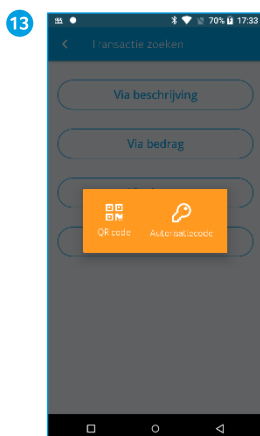 13
70% 17:33
Transactie zoeken
Via beschrijving
Via bedrag
QR code
Autorisatiecode